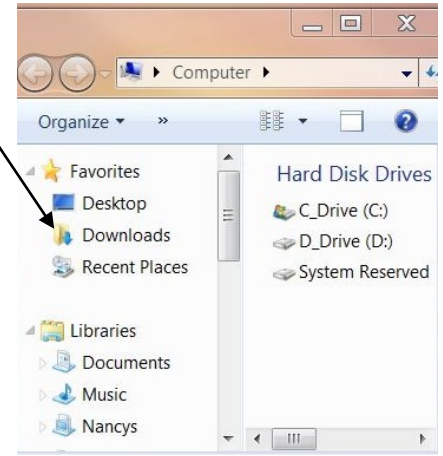 Computer
Organize »
Favorites
Desktop
Downloads
Recent Places
Libraries
Documents
Music
Nancys
Hard Disk Drives
C_Drive (C:)
D_Drive (D:)
System Reserved